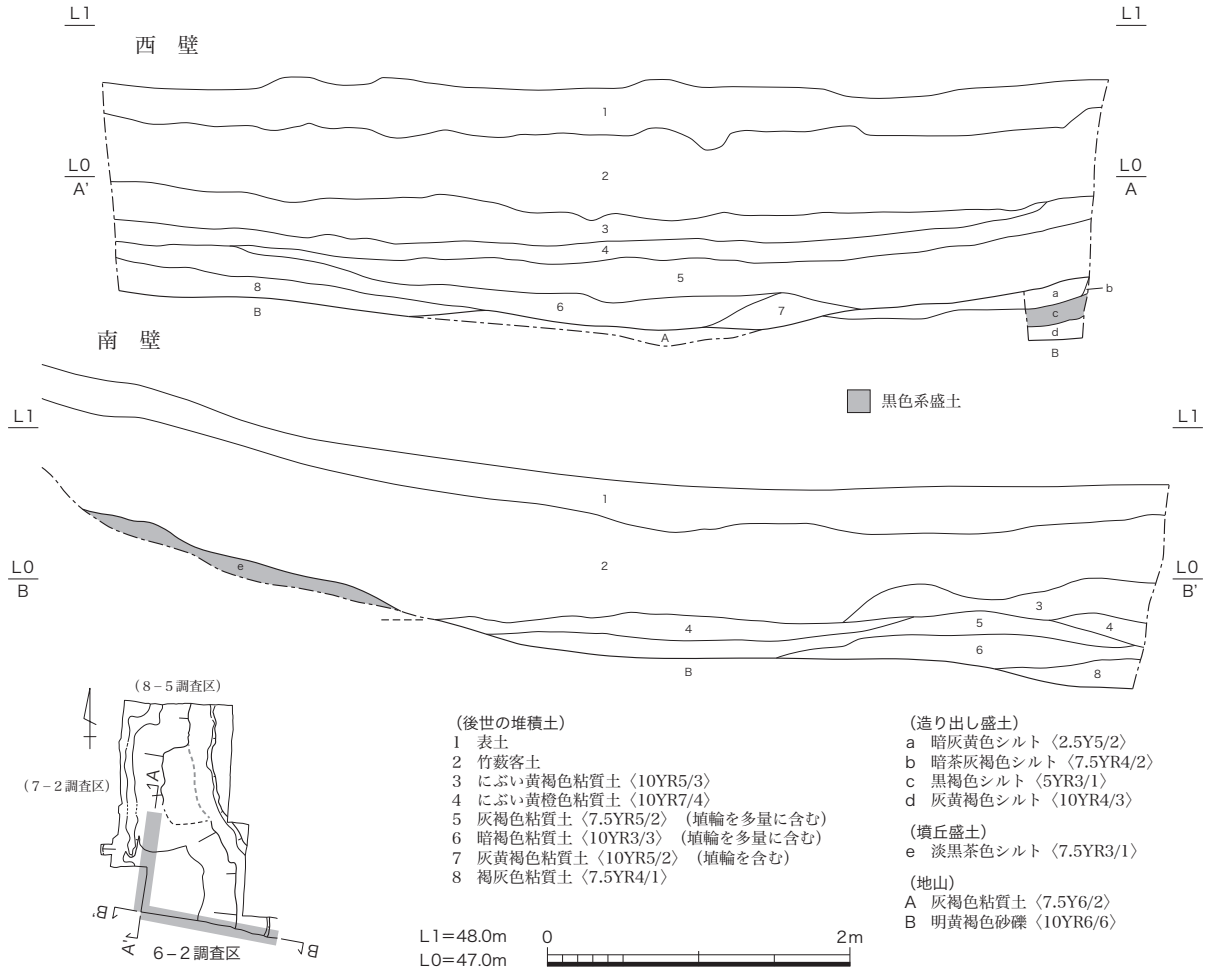 L1
L1
西 壁
1
L0
A'
L0
A
2
3
4
5
a
b
8
6
7
c
B
A
d
B
南 壁
黒色系盛土
L1
L1
1
L0
B
L0
B'
e
2
3
4
5
4
6
B
8
(8−5調査区)
(7−2調査区)
A
B'
A'
B
6−2調査区
(後世の堆積土)
1 表土
2 竹薮客土
3 にぶい黄褐色粘質土〈10YR5/3〉
4 にぶい黄橙色粘質土〈10YR7/4〉
5 灰褐色粘質土〈7.5YR5/2〉(埴輪を多量に含む)
6 暗褐色粘質土〈10YR3/3〉(埴輪を多量に含む)
7 灰黄褐色粘質土〈10YR5/2〉(埴輪を含む)
8 褐灰色粘質土〈7.5YR4/1〉
(造り出し盛土)
a 暗灰黄色シルト〈2.5Y5/2〉
b 暗茶灰褐色シルト〈7.5YR4/2〉
c 黒褐色シルト〈5YR3/1〉
d 灰黄褐色シルト〈10YR4/3〉
(墳丘盛土)
e 淡黒茶色シルト〈7.5YR3/1〉
(地山)
A 灰褐色粘質土〈7.5Y6/2〉
B 明黄褐色砂礫〈10YR6/6〉
L1=48.0m
L0=47.0m
0
2m